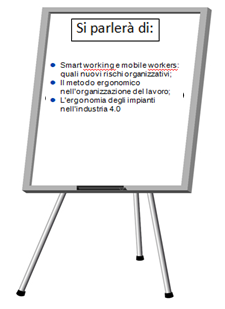 Si parlerà di:
Smart working e mobile workers:
quali nuovi rischi organizzativi;
Il metodo ergonomico
nell'organizzazione del lavoro;
L'ergonomia degli impianti
nell'industria 4.0